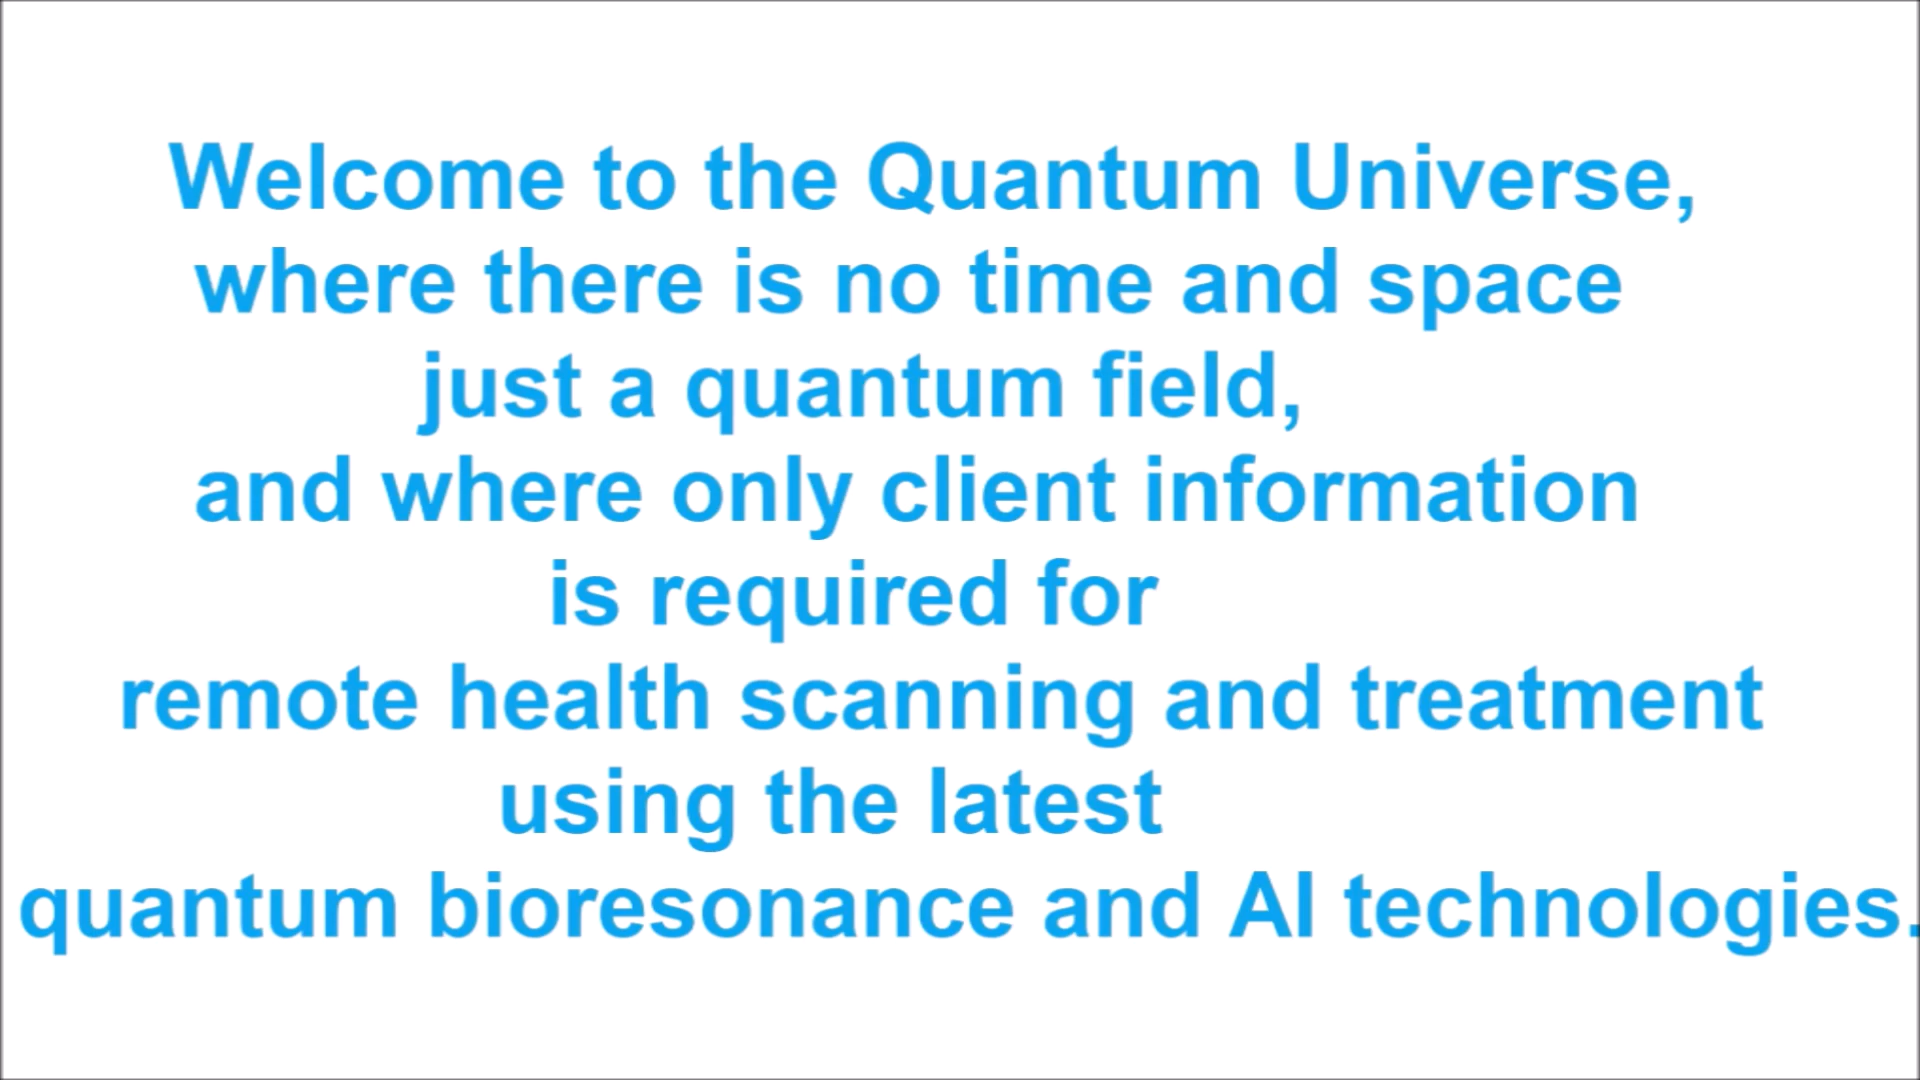 Welcome to the Quantum Universe,
where there is no time and space
just a quantum field,
and where only client information
is required for
remote health scanning and treatment
using the latest
quantum bioresonance and AI technologies.